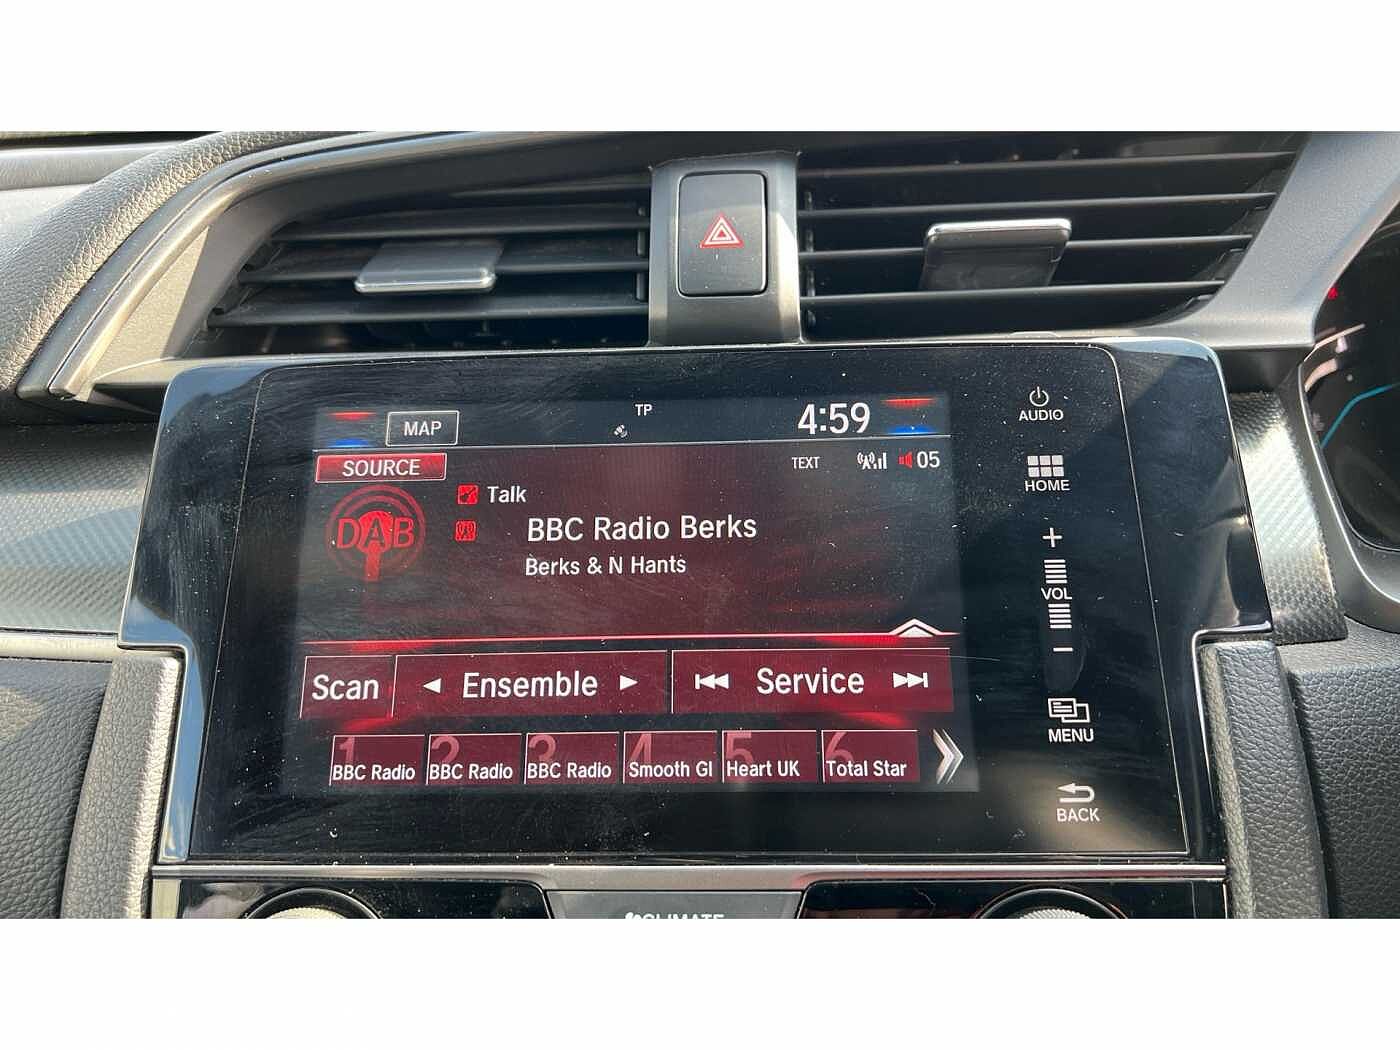 MAP
TP
4:59
AUDIO
SOURCE
TEXT
05
HOME
Talk
DAB
BBC Radio Berks
Berks & N Hants
+
VOL
−
Scan
Ensemble
Service
MENU
1 BBC Radio
2 BBC Radio
3 BBC Radio
4 Smooth Gl
5 Heart UK
6 Total Star
BACK
CLIMATE